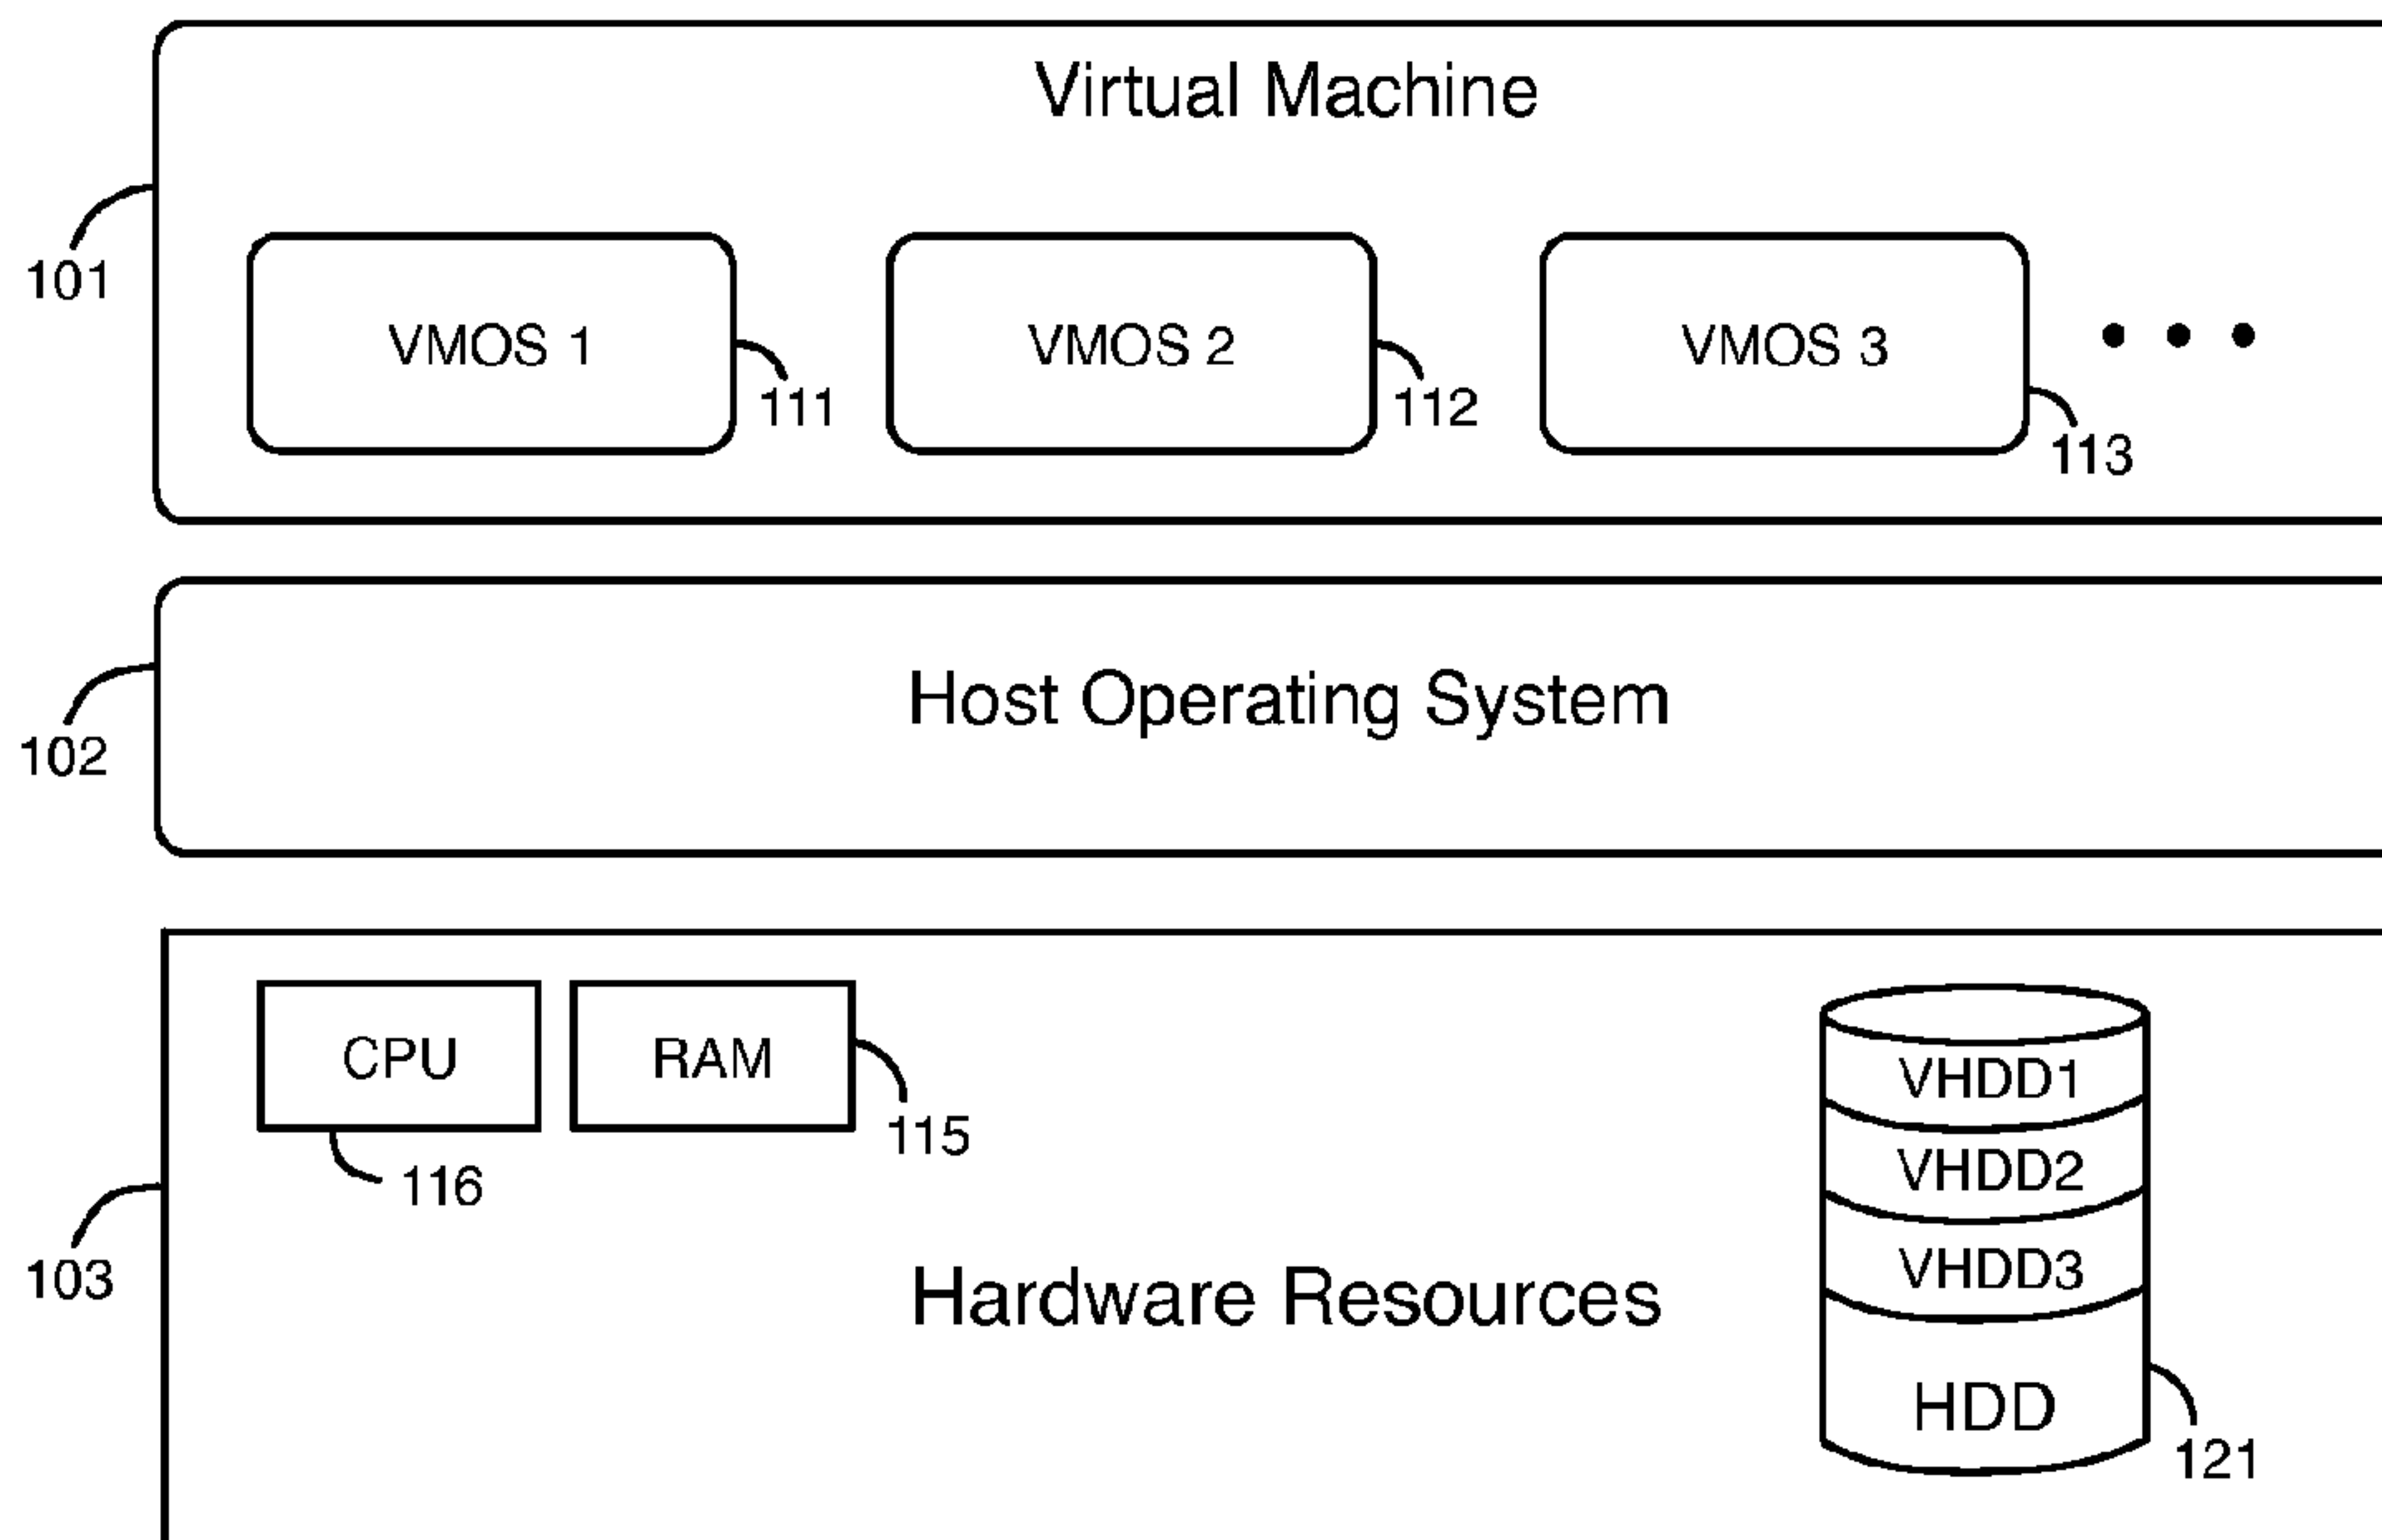 Virtual Machine
101
VMOS 1
111
VMOS 2
112
VMOS 3
113
Host Operating System
102
CPU
116
RAM
115
103
Hardware Resources
VHDD1
VHDD2
VHDD3
HDD
121